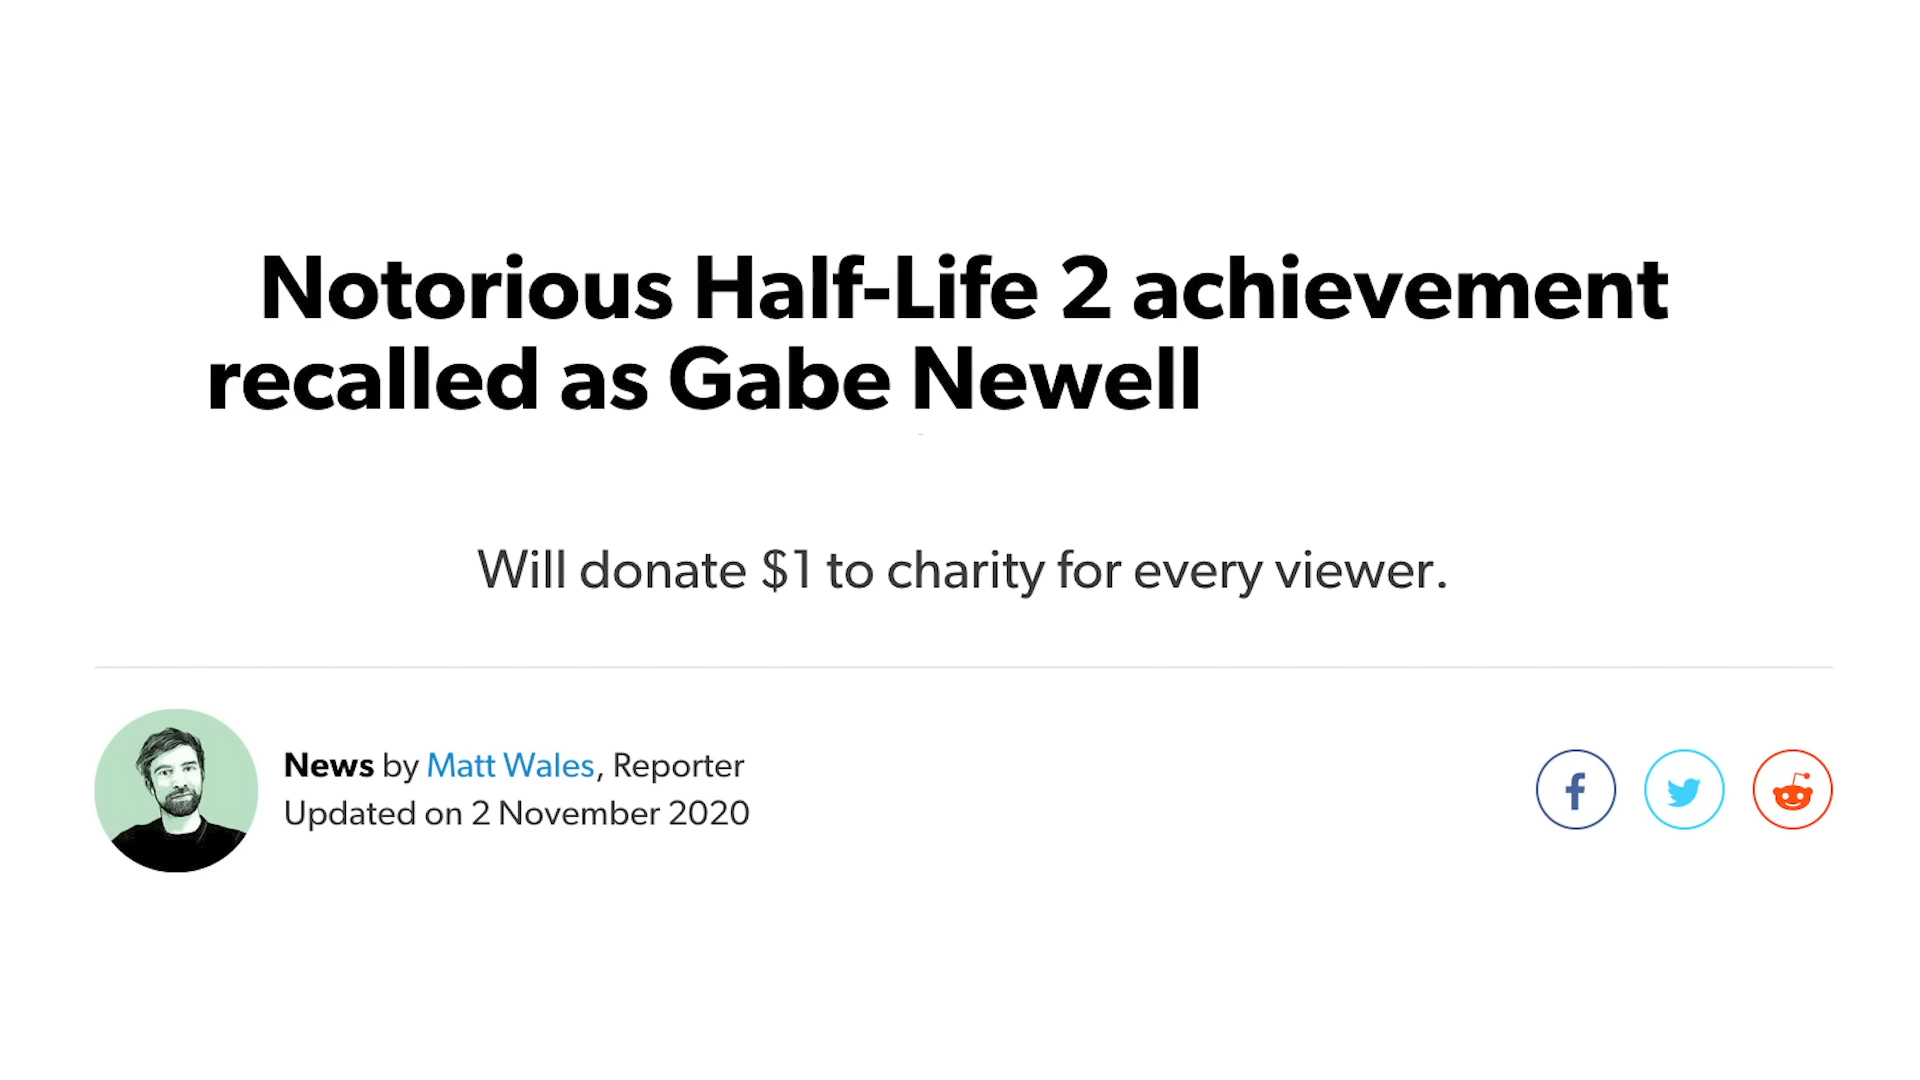 Notorious Half-Life 2 achievement
recalled as Gabe Newell
Will donate $1 to charity for every viewer.
News by Matt Wales, Reporter
Updated on 2 November 2020